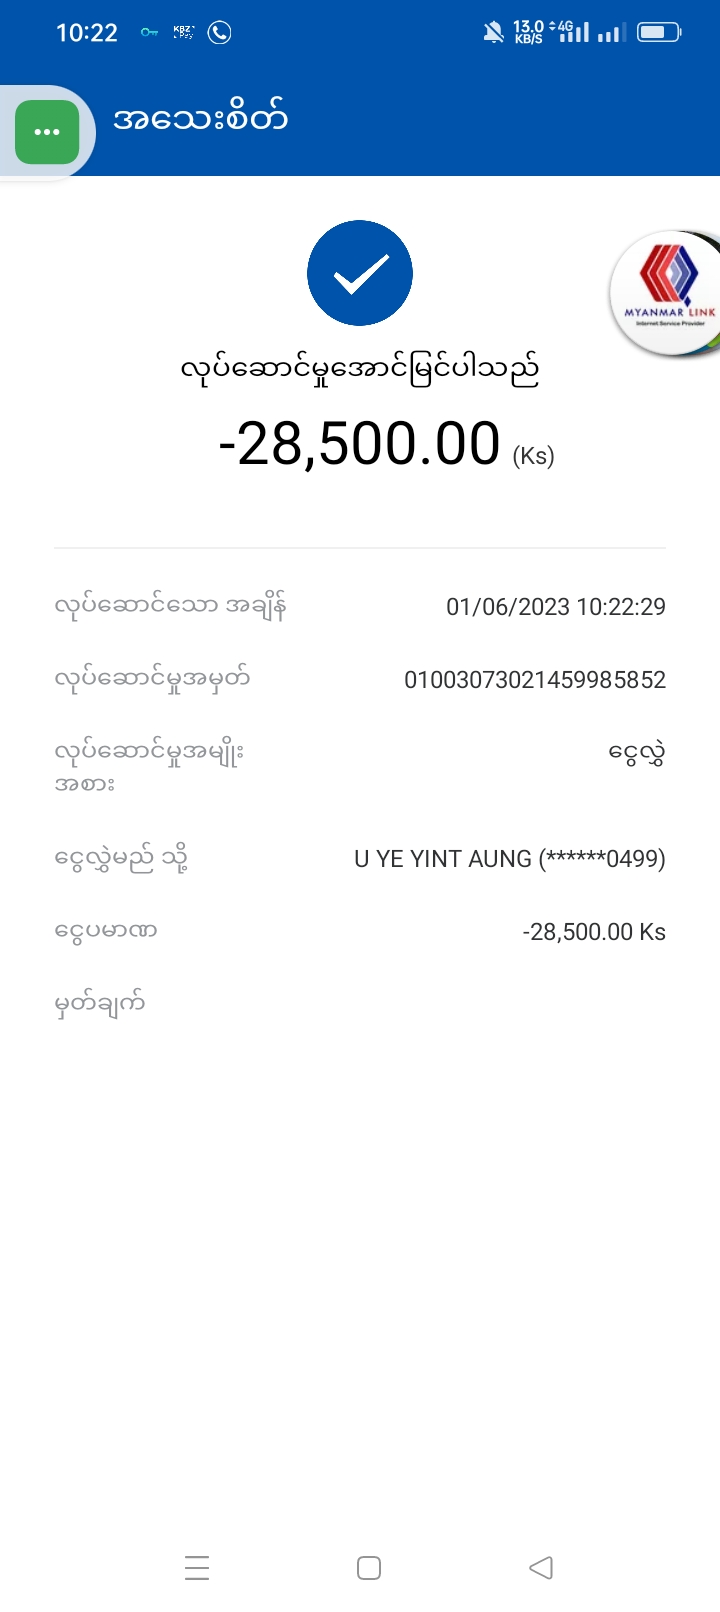 10:22
KBZ Pay
13.0 KB/S 4G
အသေးစိတ်
MYANMAR LINK
Internet Service Provider
လုပ်ဆောင်မှုအောင်မြင်ပါသည်
-28,500.00 (Ks)
လုပ်ဆောင်သော အချိန် 01/06/2023 10:22:29
လုပ်ဆောင်မှုအမှတ် 01003073021459985852
လုပ်ဆောင်မှုအမျိုး ငွေလွှဲ
အစား
ငွေလွှဲမည် သို့ U YE YINT AUNG (******0499)
ငွေပမာဏ -28,500.00 Ks
မှတ်ချက်